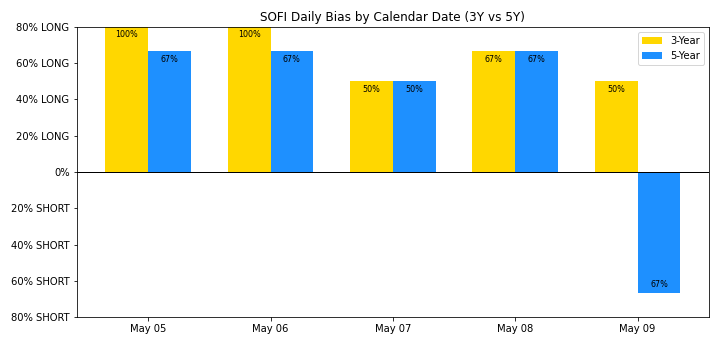 SOFI Daily Bias by Calendar Date (3Y vs 5Y)
80% LONG
60% LONG
40% LONG
20% LONG
0%
20% SHORT
40% SHORT
60% SHORT
80% SHORT
3-Year
5-Year
100%
67%
100%
67%
50%
50%
67%
67%
50%
67%
May 05
May 06
May 07
May 08
May 09